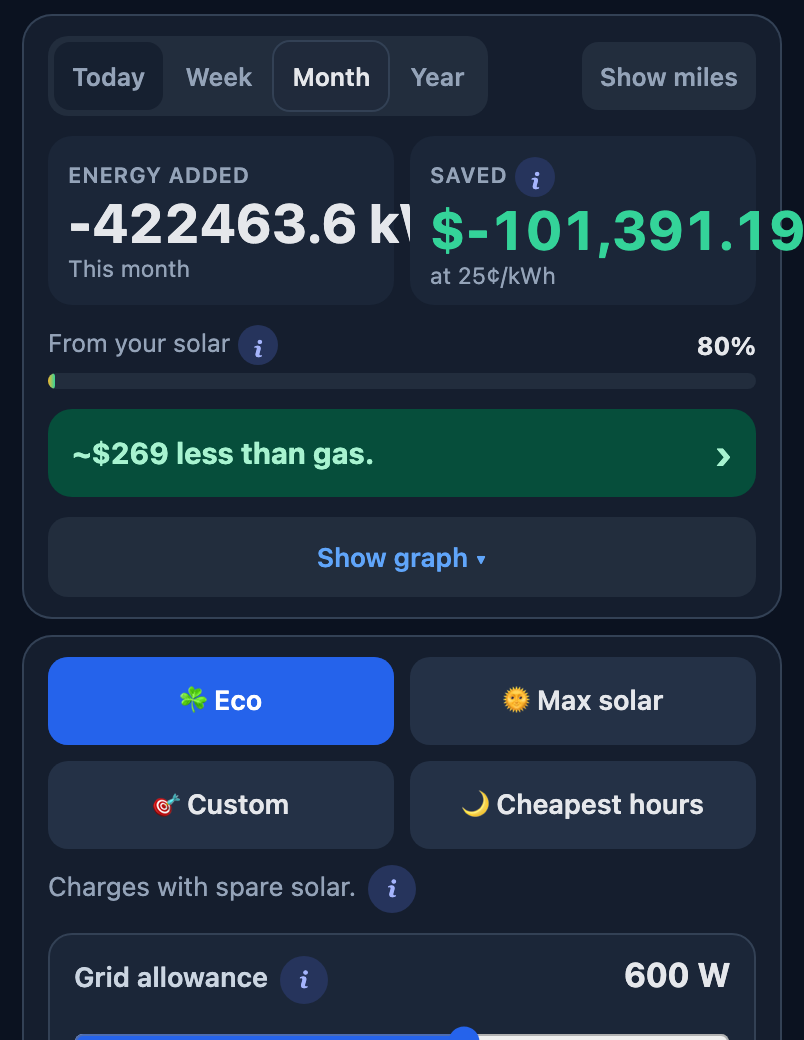 Today Week Month Year Show miles
ENERGY ADDED
-422463.6
This month
SAVED i
$-101,391.19
at 25¢/kWh
From your solar i 80%
~$269 less than gas. ›
Show graph ▾
☘️ Eco
🌞 Max solar
🎯 Custom
🌙 Cheapest hours
Charges with spare solar. i
Grid allowance i 600 W